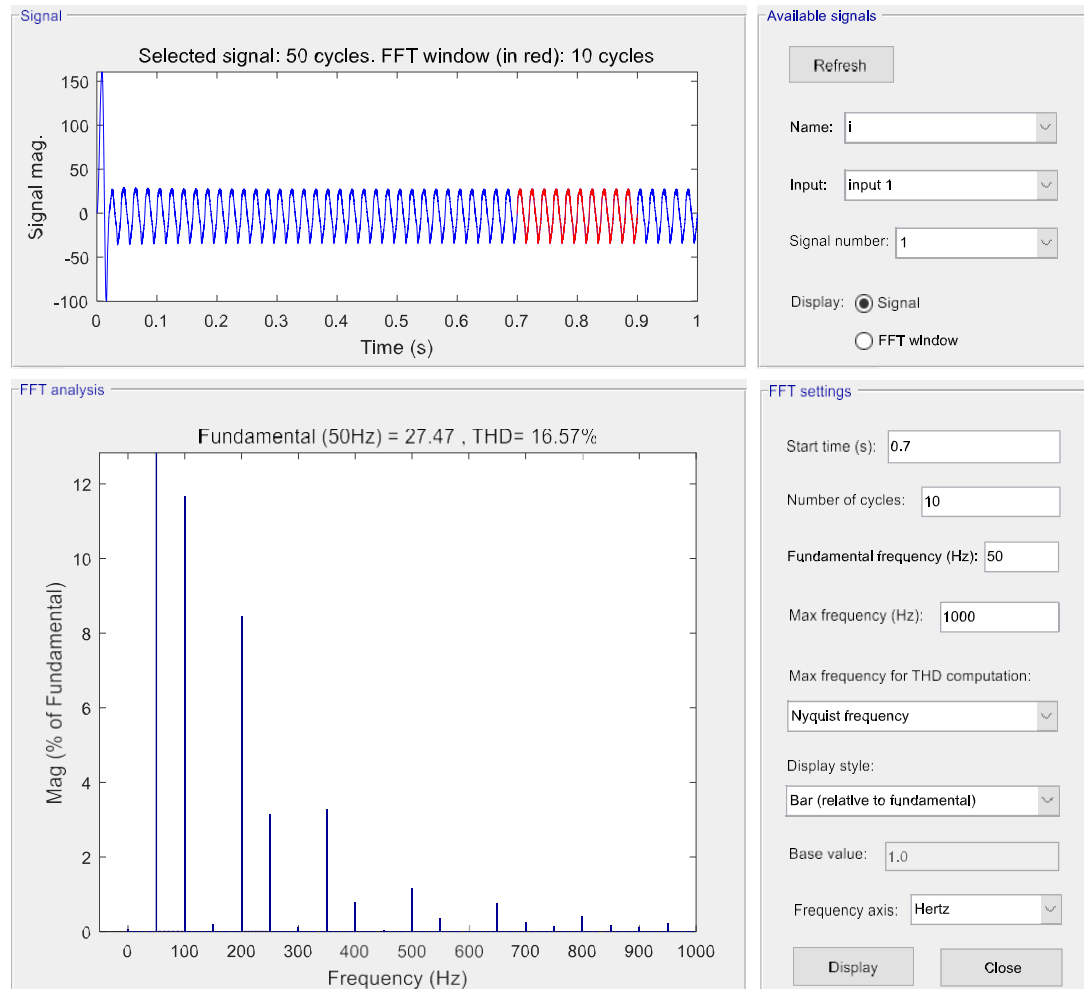 Signal
Selected signal: 50 cycles. FFT window (in red): 10 cycles
150
100
50
0
-50
-100
Signal mag.
0 0.1 0.2 0.3 0.4 0.5 0.6 0.7 0.8 0.9 1
Time (s)
Available signals
Refresh
Name: i
Input: input 1
Signal number: 1
Display: Signal
FFT window
FFT analysis
Fundamental (50Hz) = 27.47 , THD= 16.57%
12
10
8
6
4
2
0
Mag (% of Fundamental)
0 100 200 300 400 500 600 700 800 900 1000
Frequency (Hz)
FFT settings
Start time (s): 0.7
Number of cycles: 10
Fundamental frequency (Hz): 50
Max frequency (Hz): 1000
Max frequency for THD computation:
Nyquist frequency
Display style:
Bar (relative to fundamental)
Base value: 1.0
Frequency axis: Hertz
Display Close